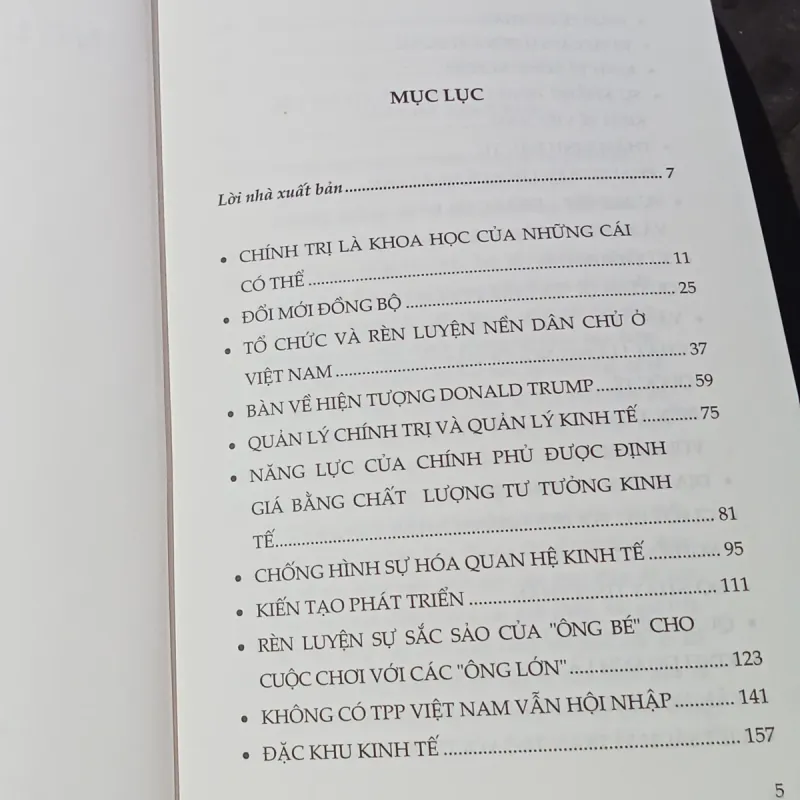 MỤC LỤC
Lời nhà xuất bản.......................................................................... 7
• CHÍNH TRỊ LÀ KHOA HỌC CỦA NHỮNG CÁI
CÓ THỂ.......................................................................... 11
• ĐỔI MỚI ĐỒNG BỘ ...................................................... 25
• TỔ CHỨC VÀ RÈN LUYỆN NỀN DÂN CHỦ Ở
VIỆT NAM..................................................................... 37
• BÀN VỀ HIỆN TƯỢNG DONALD TRUMP................... 59
• QUẢN LÝ CHÍNH TRỊ VÀ QUẢN LÝ KINH TẾ ........... 75
• NĂNG LỰC CỦA CHÍNH PHỦ ĐƯỢC ĐỊNH
GIÁ BẰNG CHẤT LƯỢNG TƯ TƯỞNG KINH
TẾ.................................................................................... 81
• CHỐNG HÌNH SỰ HÓA QUAN HỆ KINH TẾ.............. 95
• KIẾN TẠO PHÁT TRIỂN................................................ 111
• RÈN LUYỆN SỰ SẮC SẢO CỦA "ÔNG BÉ" CHO
CUỘC CHƠI VỚI CÁC "ÔNG LỚN"............................... 123
• KHÔNG CÓ TPP VIỆT NAM VẪN HỘI NHẬP............ 141
• ĐẶC KHU KINH TẾ ....................................................... 157
5